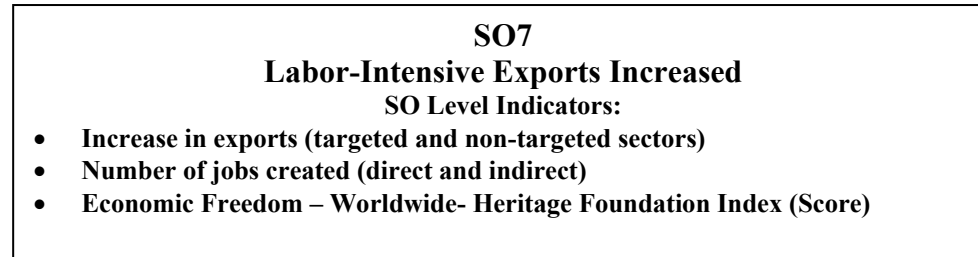 SO7
Labor-Intensive Exports Increased
SO Level Indicators:
• Increase in exports (targeted and non-targeted sectors)
• Number of jobs created (direct and indirect)
• Economic Freedom – Worldwide- Heritage Foundation Index (Score)